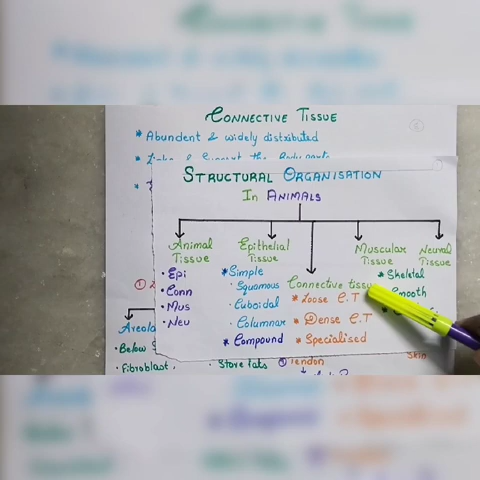 CONNECTIVE TISSUE
* Abundent & widely distributed
STRUCTURAL ORGANISATION
In ANIMALS
Animal Tissue
• Epi
• Conn
• Mus
• Neu
Epithelial Tissue
* Simple
• Squamous
• Cuboidal
• Columnar
* Compound
Connective tissue
* Loose C.T
* Dense C.T
* Specialised
Muscular Tissue
* Skeletal
Smooth
Neural Tissue
①
Areola
• Below
• Fibroblast,
• Store fats
① Tendon
Skin